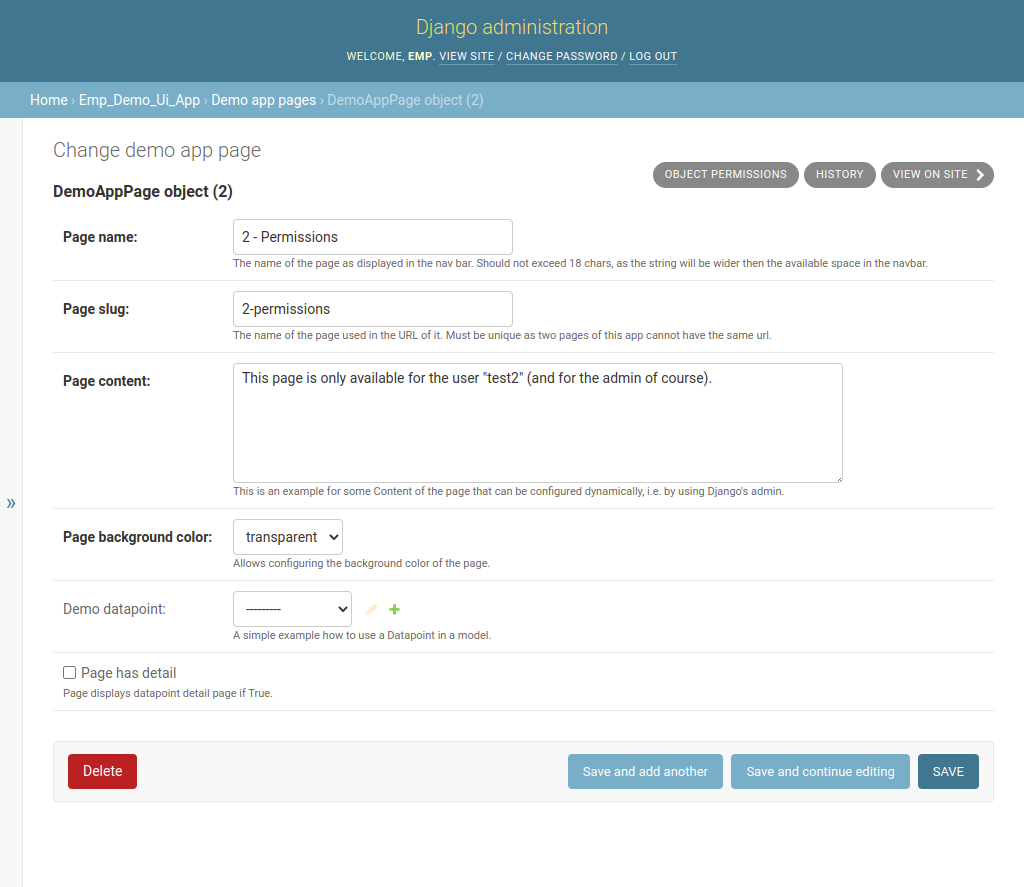 Django administration
WELCOME, EMP. VIEW SITE / CHANGE PASSWORD / LOG OUT
Home › Emp_Demo_Ui_App › Demo app pages › DemoAppPage object (2)
Change demo app page
OBJECT PERMISSIONS HISTORY VIEW ON SITE
DemoAppPage object (2)
Page name: 2 - Permissions
The name of the page as displayed in the nav bar. Should not exceed 18 chars, as the string will be wider then the available space in the navbar.
Page slug: 2-permissions
The name of the page used in the URL of it. Must be unique as two pages of this app cannot have the same url.
Page content: This page is only available for the user "test2" (and for the admin of course).
This is an example for some Content of the page that can be configured dynamically, i.e. by using Django's admin.
»
Page background color: transparent
Allows configuring the background color of the page.
Demo datapoint: ---------
A simple example how to use a Datapoint in a model.
Page has detail
Page displays datapoint detail page if True.
Delete Save and add another Save and continue editing SAVE